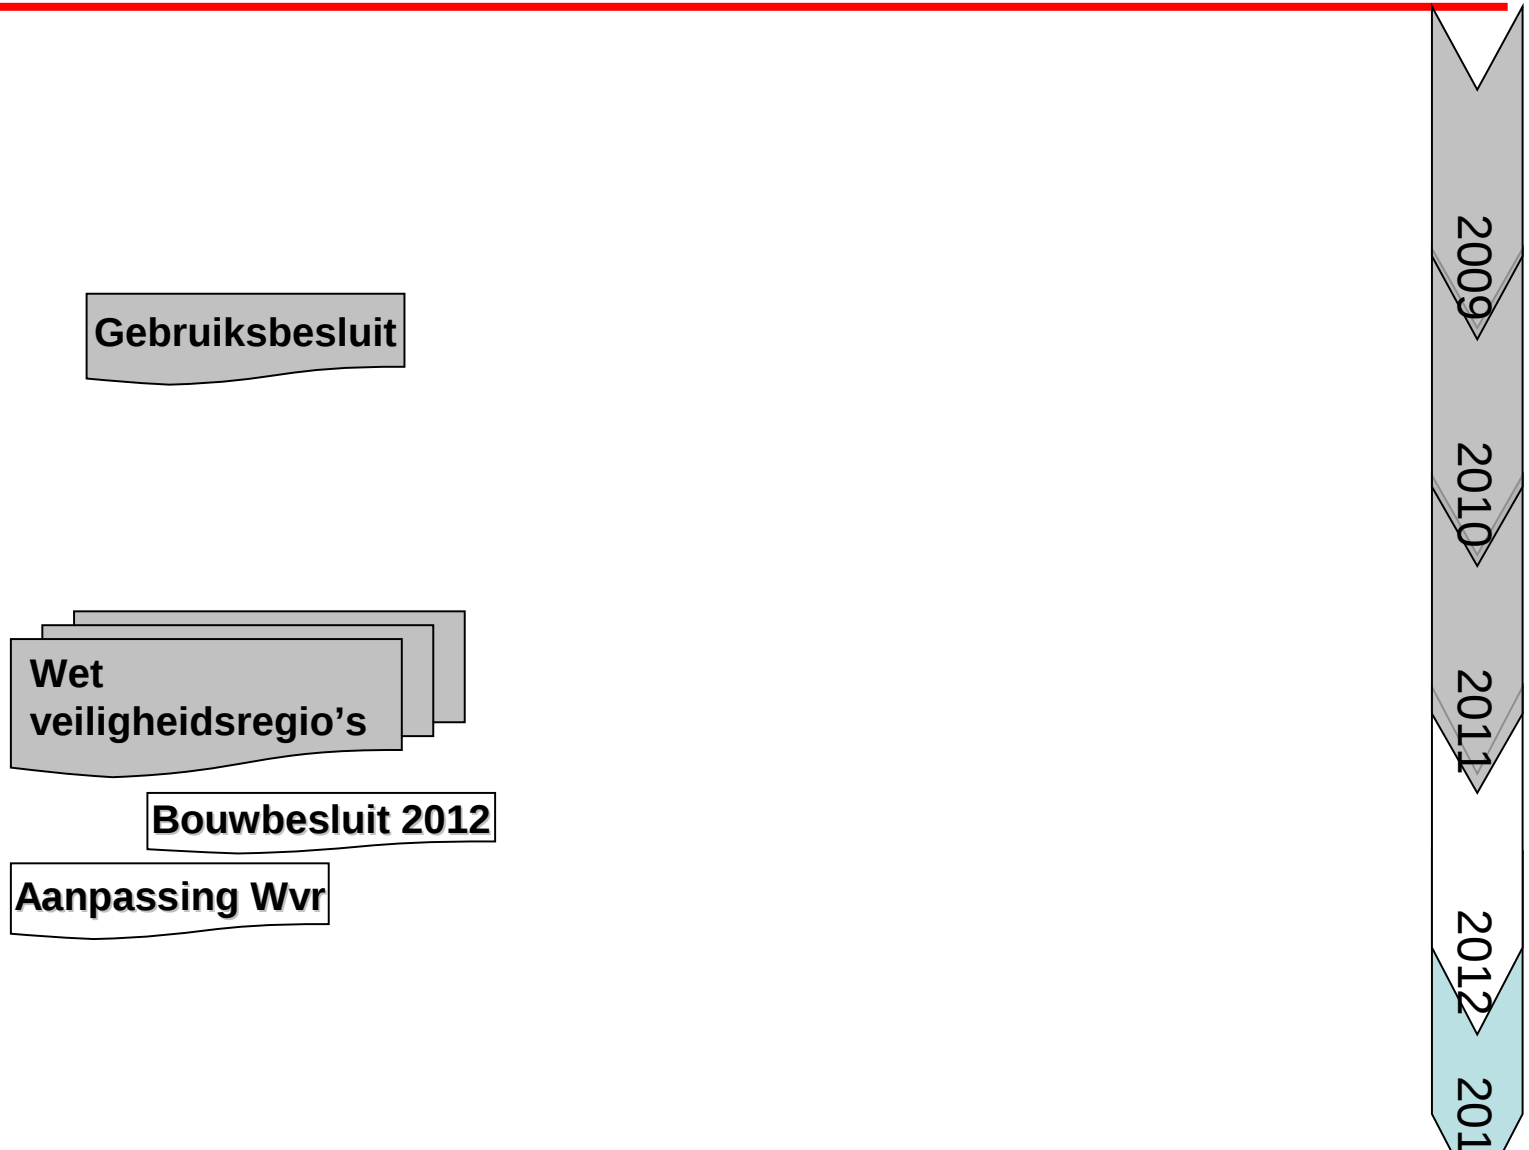 Gebruiksbesluit
Wet
veiligheidsregio’s
Bouwbesluit 2012
Aanpassing Wvr
2009
2010
2011
2012